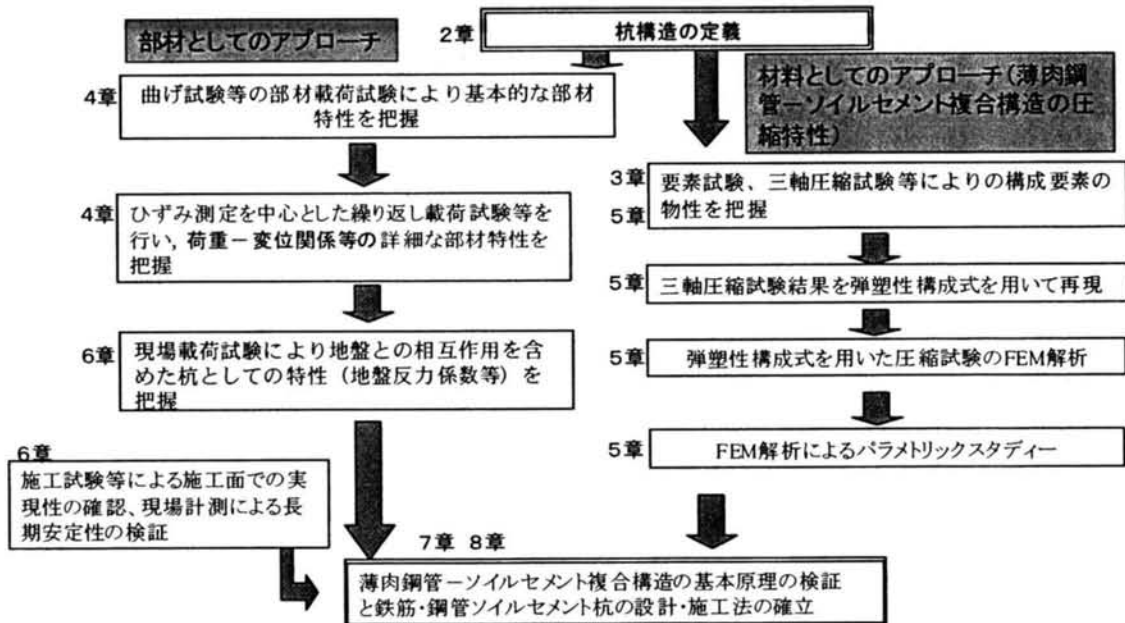 部材としてのアプローチ
2章
杭構造の定義
材料としてのアプローチ(薄肉鋼
管－ソイルセメント複合構造の圧
縮特性)
4章
曲げ試験等の部材載荷試験により基本的な部材
特性を把握
4章
ひずみ測定を中心とした繰り返し載荷試験等を
行い, 荷重－変位関係等の詳細な部材特性を
把握
6章
現場載荷試験により地盤との相互作用を含
めた杭としての特性（地盤反力係数等）を
把握
6章
施工試験等による施工面での実
現性の確認、現場計測による長
期安定性の検証
3章
5章
要素試験、三軸圧縮試験等によりの構成要素の
物性を把握
5章
三軸圧縮試験結果を弾塑性構成式を用いて再現
5章
弾塑性構成式を用いた圧縮試験のFEM解析
5章
FEM解析によるパラメトリックスタディー
7章 8章
薄肉鋼管－ソイルセメント複合構造の基本原理の検証
と鉄筋・鋼管ソイルセメント杭の設計・施工法の確立